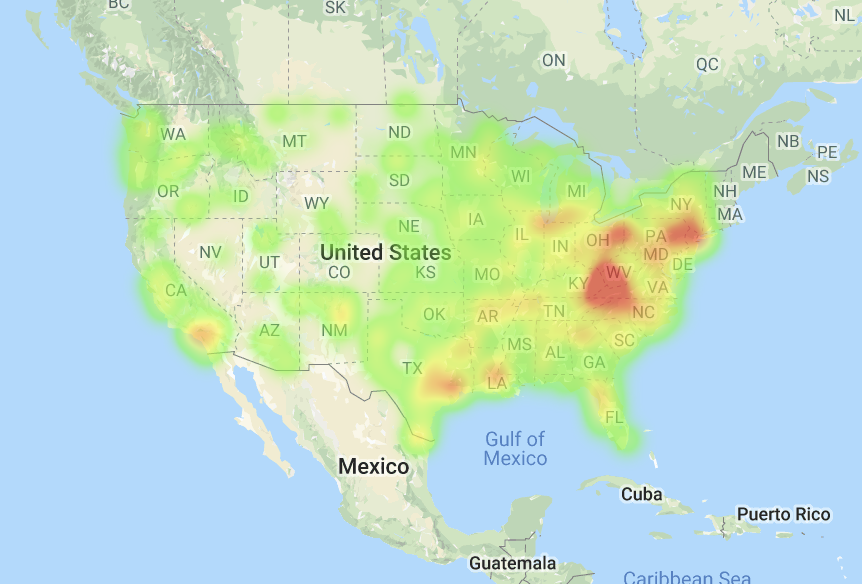 BC
SK
NL
ON
QC
WA
MT
ND
MN
NB
PE
ME
NS
OR
ID
WY
SD
WI
MI
NH
NY
MA
NE
IA
IL
IN
OH
PA
NV
UT
United States
CO
KS
MO
KY
WV
MD
DE
VA
CA
AZ
NM
OK
AR
TN
NC
TX
MS
AL
SC
GA
LA
FL
Gulf of
Mexico
Mexico
Cuba
Puerto Rico
Guatemala
Caribbean Sea